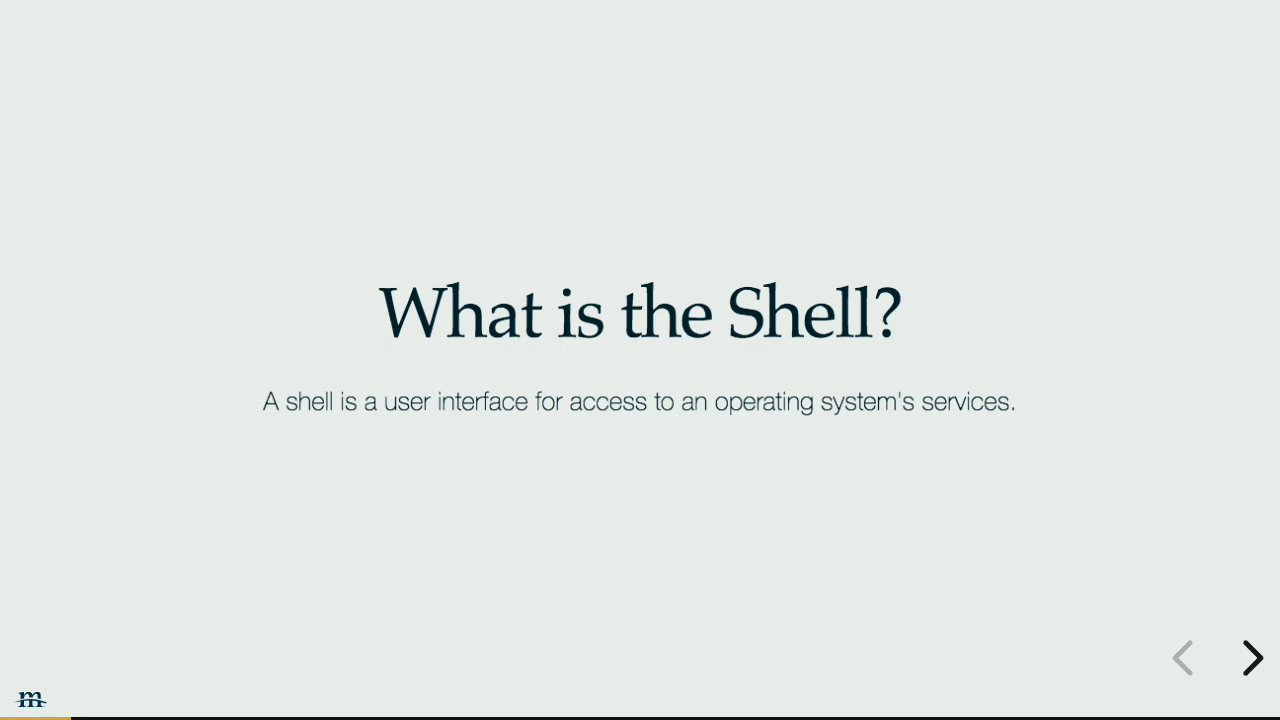 What is the Shell?
A shell is a user interface for access to an operating system's services.
m